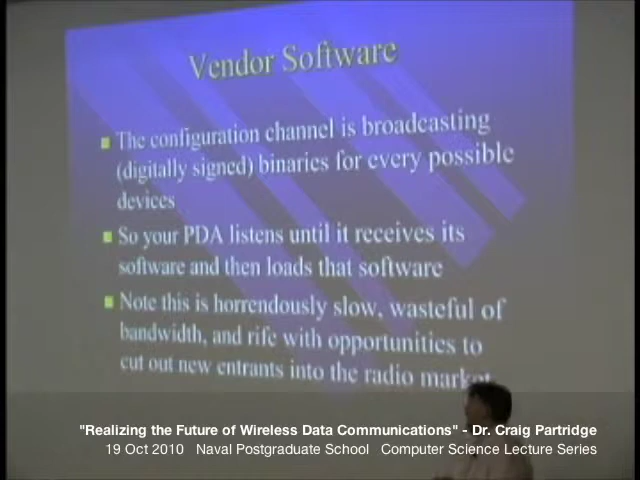 Vendor Software
The configuration channel is broadcasting
(digitally signed) binaries for every possible
devices
So your PDA listens until it receives its
software and then loads that software
Note this is horrendously slow, wasteful of
bandwidth, and rife with opportunities to
cut out new entrants into the radio market
"Realizing the Future of Wireless Data Communications" - Dr. Craig Partridge
19 Oct 2010 Naval Postgraduate School Computer Science Lecture Series